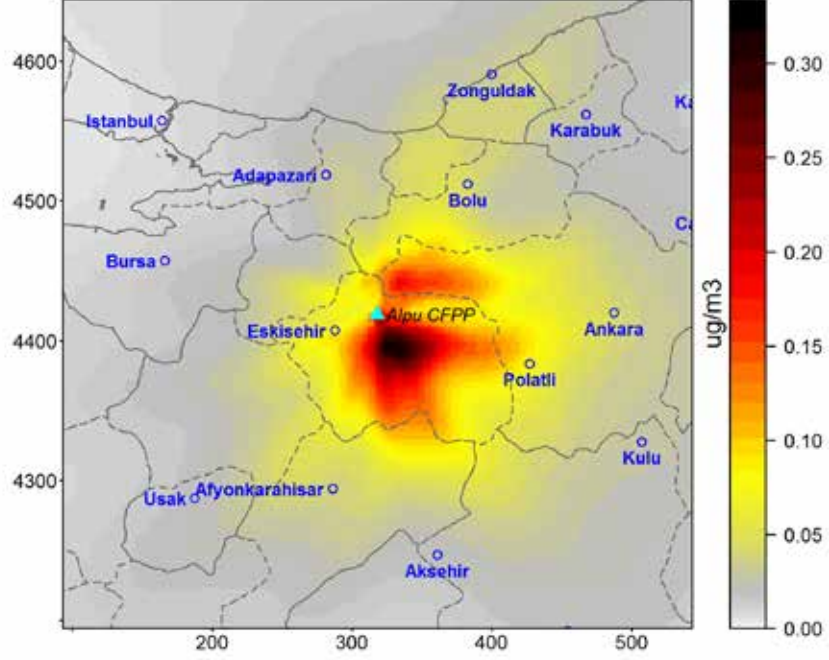 4600
4500
4400
4300
200
300
400
500
Zonguldak
Istanbul
Karabuk
Ka
Adapazari
Bolu
Ca
Bursa
Alpu CFPP
Eskisehir
Ankara
Polatli
Kulu
Usak
Afyonkarahisar
Aksehir
0.30
0.25
0.20
0.15
0.10
0.05
0.00
ug/m3